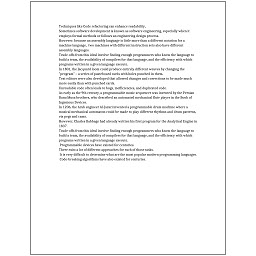 Techniques like Code refactoring can enhance readability.
Sometimes software development is known as software engineering, especially when it
employs formal methods or follows an engineering design process.
However, because an assembly language is little more than a different notation for a
machine language, two machines with different instruction sets also have different
assembly languages.
Trade-offs from this ideal involve finding enough programmers who know the language to
build a team, the availability of compilers for that language, and the efficiency with which
programs written in a given language execute.
In 1801, the Jacquard loom could produce entirely different weaves by changing the
"program" – a series of pasteboard cards with holes punched in them.
Text editors were also developed that allowed changes and corrections to be made much
more easily than with punched cards.
Normalement the first step in debugging
As early as the 9th century, a programmable music sequencer was invented by the Persian
Banu Musa brothers, who described an automated mechanical flute player in the Book of
Ingenious Devices.
In 1206, the Arab engineer Al-Jazari invented a programmable drum machine where a
musical mechanical automaton could be made to play different rhythms and drum patterns,
via pegs and cams.
However, Charles Babbage had already written his first program for the Analytical Engine in
1837.
Trade-offs from this ideal involve finding enough programmers who know the language to
build a team, the availability of compilers for that language, and the efficiency with which
programs written in a given language execute.
Programmable devices have existed for centuries.
There exist a lot of different approaches for each of those tasks.
It is very difficult to determine what are the most popular modern programming languages.
Code-breaking algorithms have also existed for centuries.